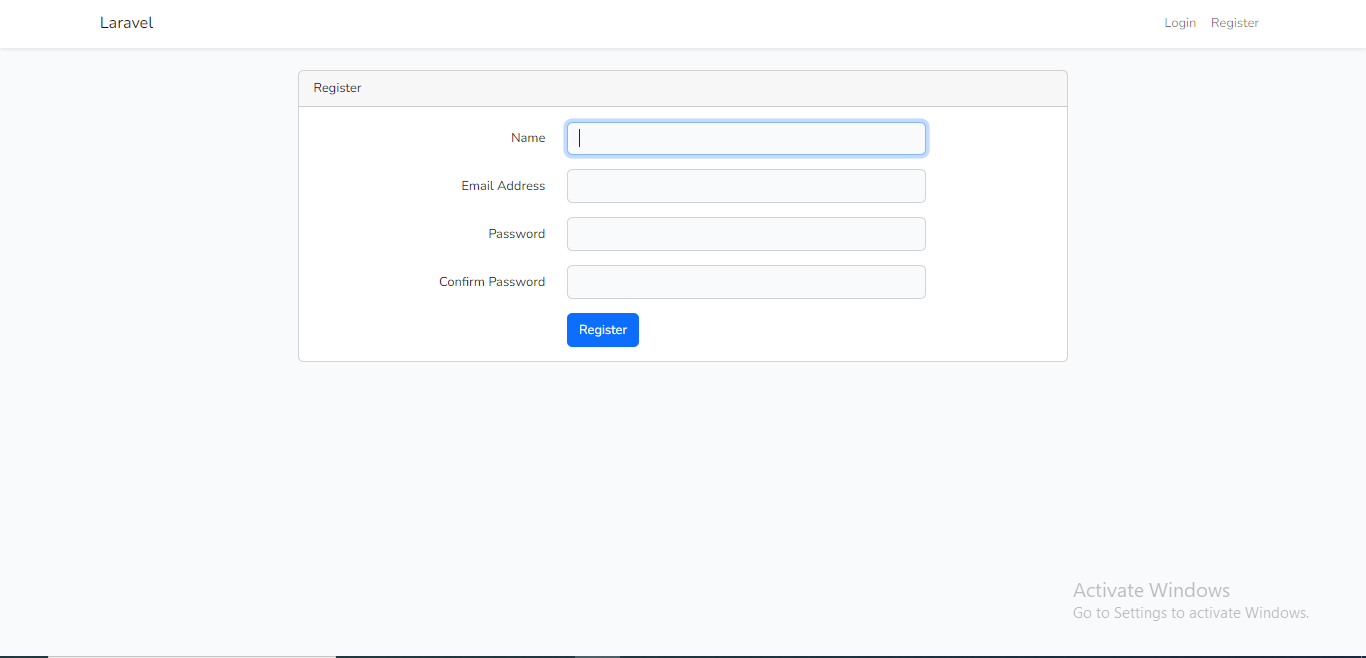 Laravel
Login Register
Register
Name
Email Address
Password
Confirm Password
Register
Activate Windows
Go to Settings to activate Windows.